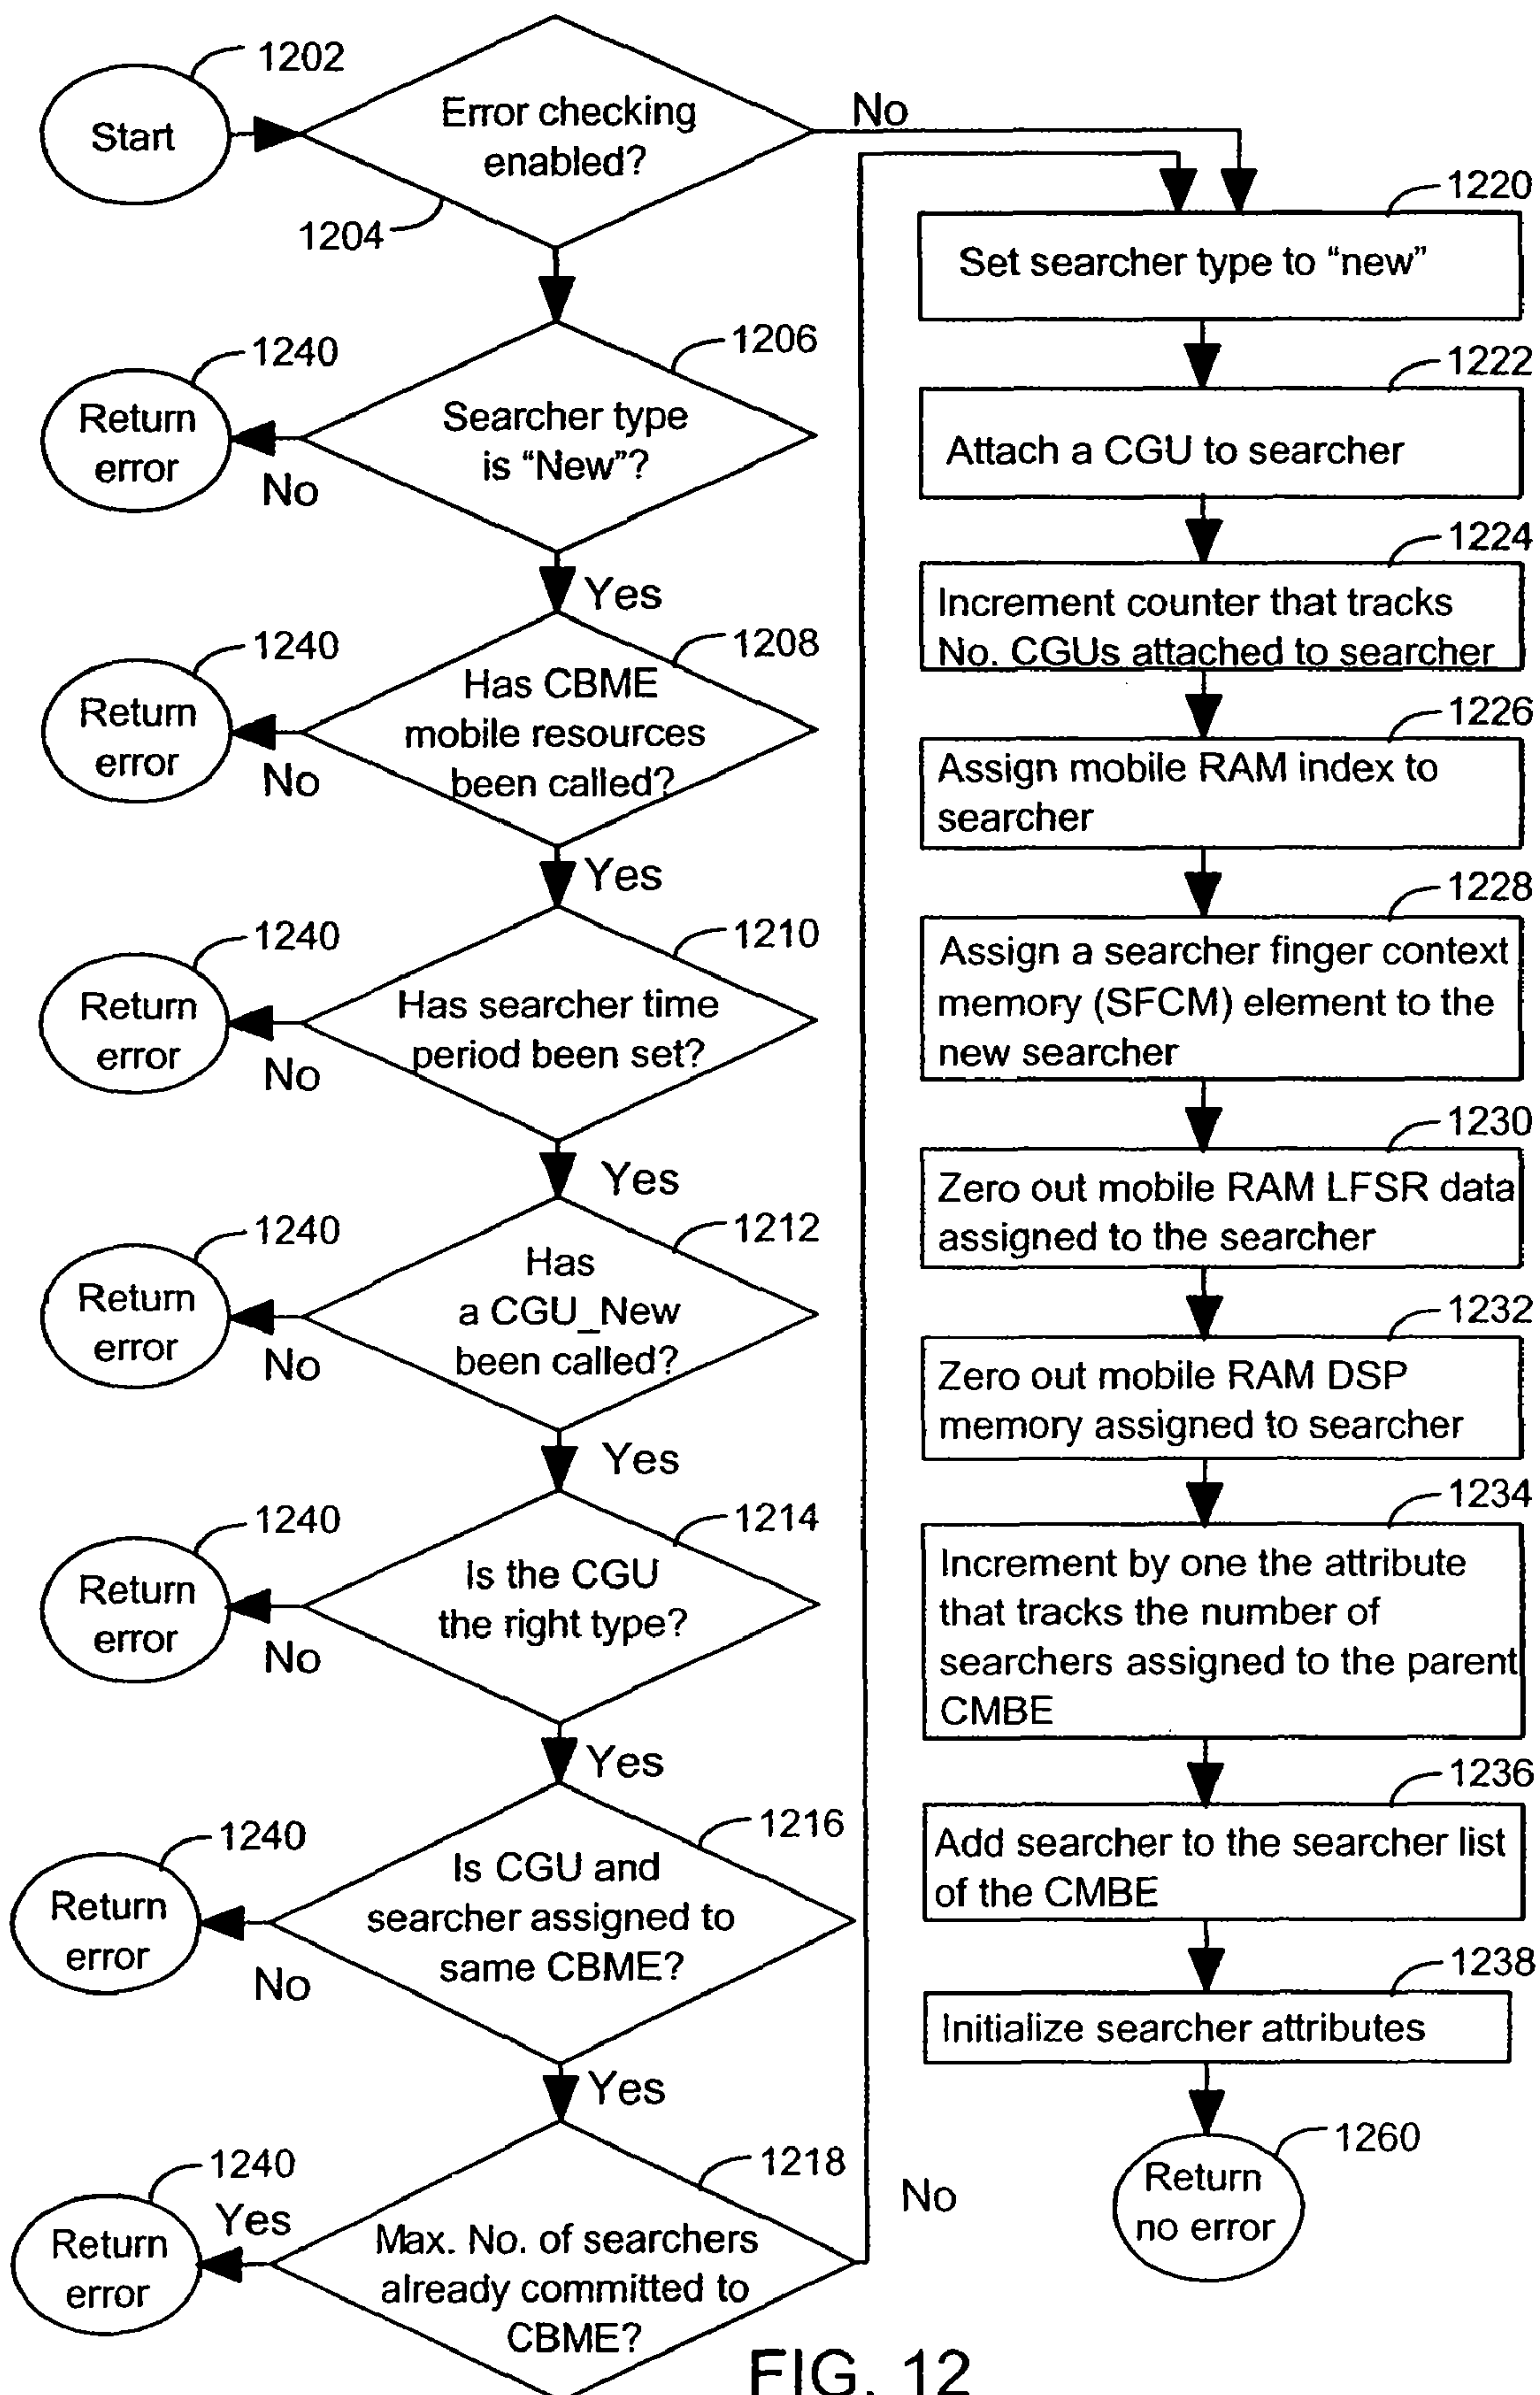 1202
Start
Error checking
enabled?
1204
No
1240
Return
error
No
1206
Searcher type
is “New”?
Yes
1240
Return
error
No
1208
Has CBME
mobile resources
been called?
Yes
1240
Return
error
No
1210
Has searcher time
period been set?
Yes
1240
Return
error
No
1212
Has
a CGU_New
been called?
Yes
1240
Return
error
No
1214
Is the CGU
the right type?
Yes
1240
Return
error
No
1216
Is CGU and
searcher assigned to
same CBME?
Yes
1240
Return
error
Yes
1218
Max. No. of searchers
already committed to
CBME?
No
1220
Set searcher type to “new”
1222
Attach a CGU to searcher
1224
Increment counter that tracks
No. CGUs attached to searcher
1226
Assign mobile RAM index to
searcher
1228
Assign a searcher finger context
memory (SFCM) element to the
new searcher
1230
Zero out mobile RAM LFSR data
assigned to the searcher
1232
Zero out mobile RAM DSP
memory assigned to searcher
1234
Increment by one the attribute
that tracks the number of
searchers assigned to the parent
CMBE
1236
Add searcher to the searcher list
of the CMBE
1238
Initialize searcher attributes
1260
Return
no error
FIG. 12